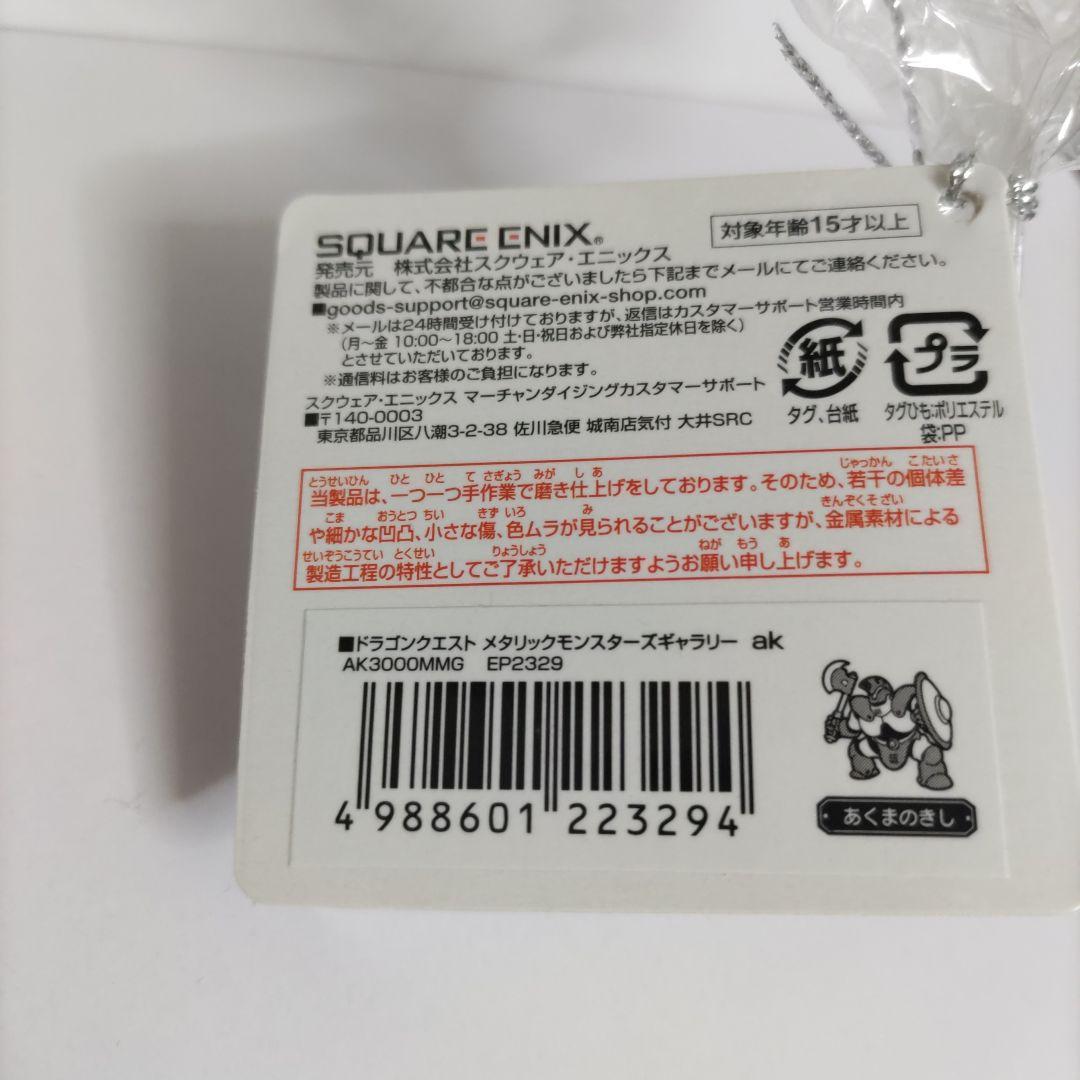 SQUARE ENIX®
対象年齢15才以上
発売元 株式会社スクウェア・エニックス
製品に関して、不都合な点がございましたら下記までメールにてご連絡ください。
■goods-support@square-enix-shop.com
※メールは24時間受け付けておりますが、返信はカスタマーサポート営業時間内
(月~金 10:00~18:00 土・日・祝日および弊社指定休日を除く)
とさせていただいております。
※通信料はお客様のご負担になります。
スクウェア・エニックス マーチャンダイジングカスタマーサポート
■〒140-0003
東京都品川区八潮3-2-38 佐川急便 城南店気付 大井SRC
紙
タグ、台紙
プラ
タグひも:ポリエステル
袋:PP
とうせいひん ひと ひと て さぎょう みが し あ じゃっかん こたいさ
当製品は、一つ一つ手作業で磨き仕上げをしております。そのため、若干の個体差
こま おうとつ ちい きず いろ み きんぞくそざい
や細かな凹凸、小さな傷、色ムラが見られることがございますが、金属素材による
せいぞうこうてい とくせい りょうしょう ねが もう あ
製造工程の特性としてご了承いただけますようお願い申し上げます。
■ドラゴンクエスト メタリックモンスターズギャラリー ak
AK3000MMG EP2329
4 988601 223294
あくまのきし